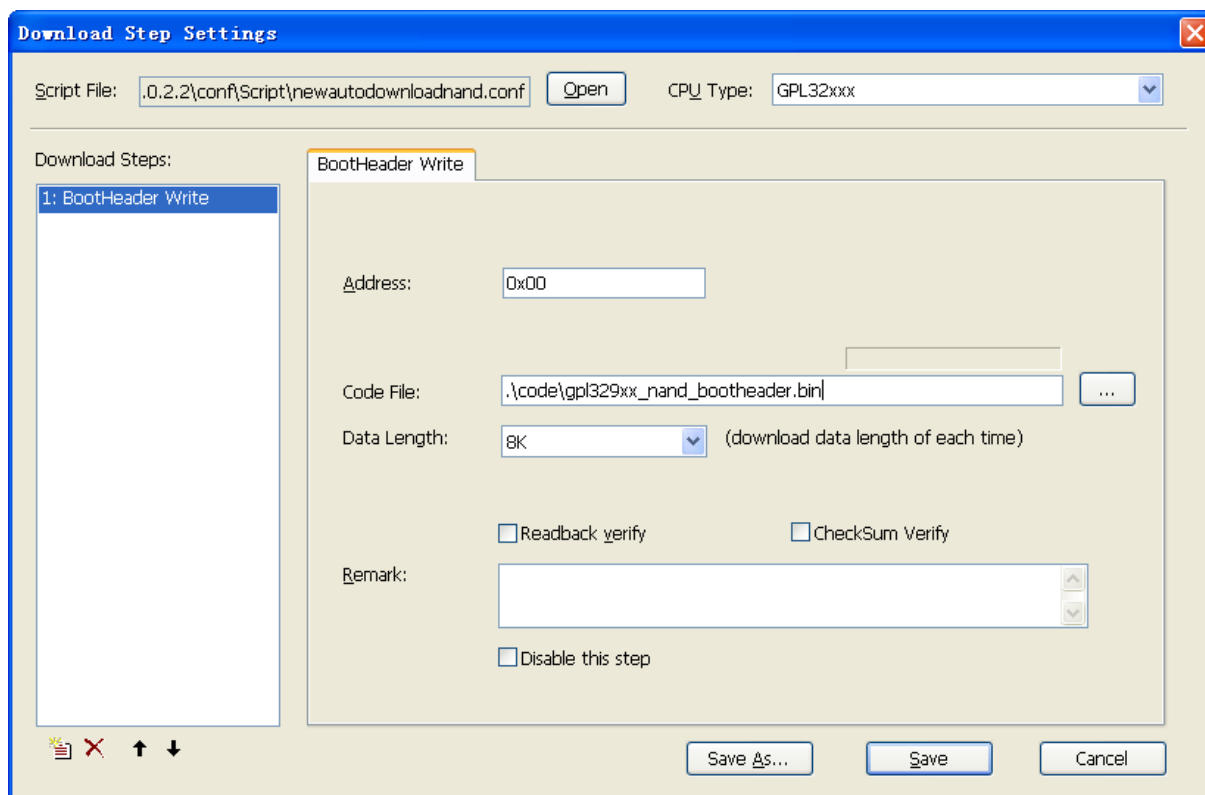 Download Step Settings
Script File: .0.2.2\conf\Script\newautodownloadnand.conf Open CPU Type: GPL32xxx
Download Steps:
1: BootHeader Write
BootHeader Write
Address: 0x00
Code File: .\code\gpl329xx_nand_bootheader.bin ...
Data Length: 8K (download data length of each time)
Readback verify CheckSum Verify
Remark:
Disable this step
Save As... Save Cancel